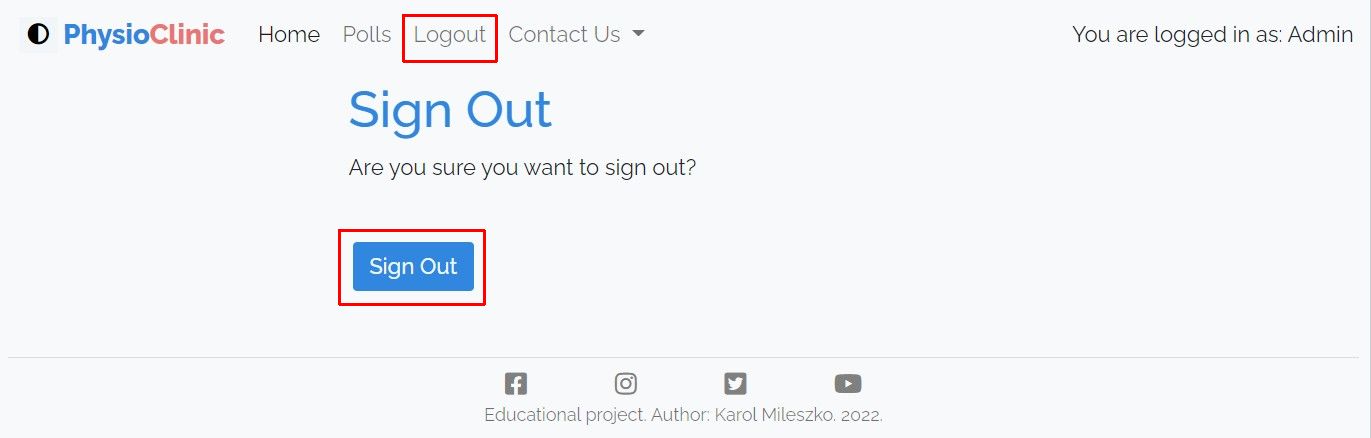 PhysioClinic Home Polls Logout Contact Us You are logged in as: Admin
Sign Out
Are you sure you want to sign out?
Sign Out
Educational project. Author: Karol Mileszko. 2022.